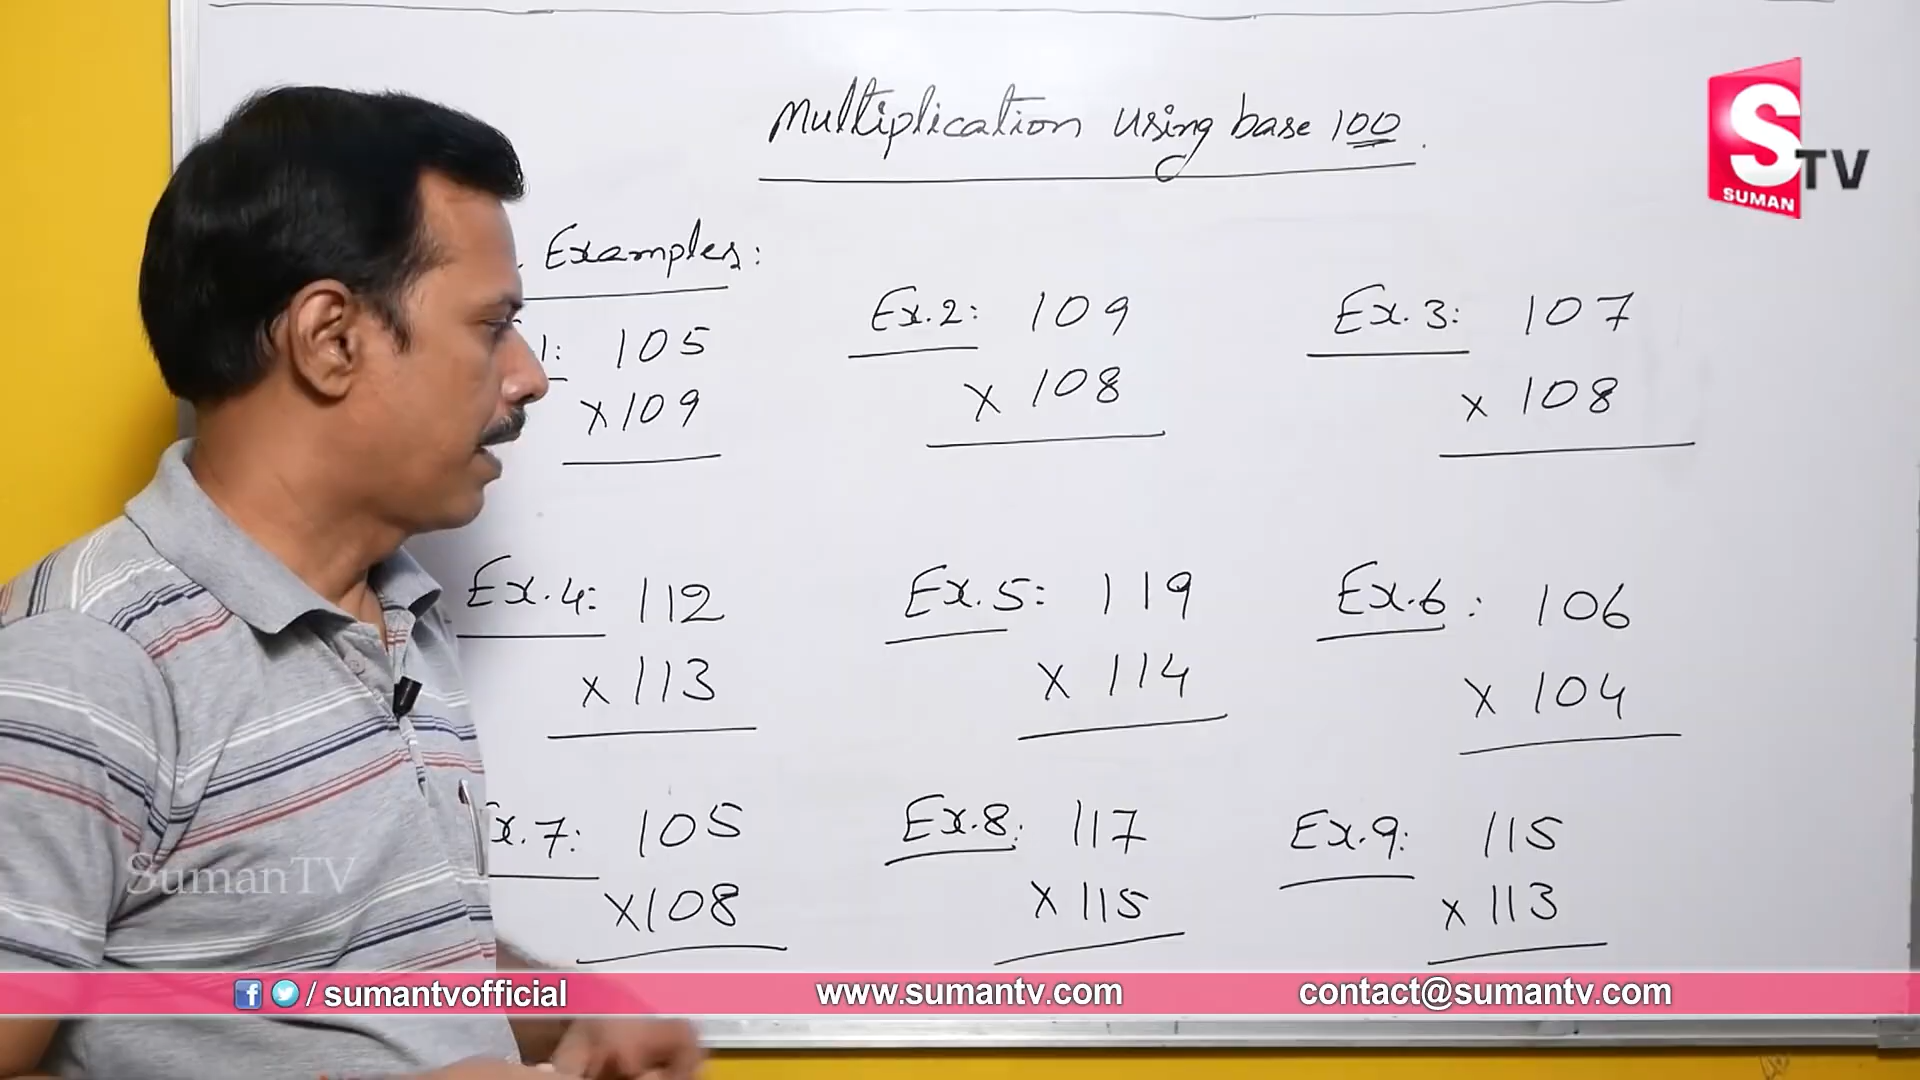 Multiplication using base 100.
S TV
SUMAN
Examples:
1: 105
x 109
Ex.2: 109
x 108
Ex.3: 107
x 108
Ex.4: 112
x 113
Ex.5: 119
x 114
Ex.6: 106
x 104
x.7: 105
x 108
Ex.8: 117
x 115
Ex.9: 115
x 113
SumanTV
/ sumantvofficial
www.sumantv.com
contact@sumantv.com